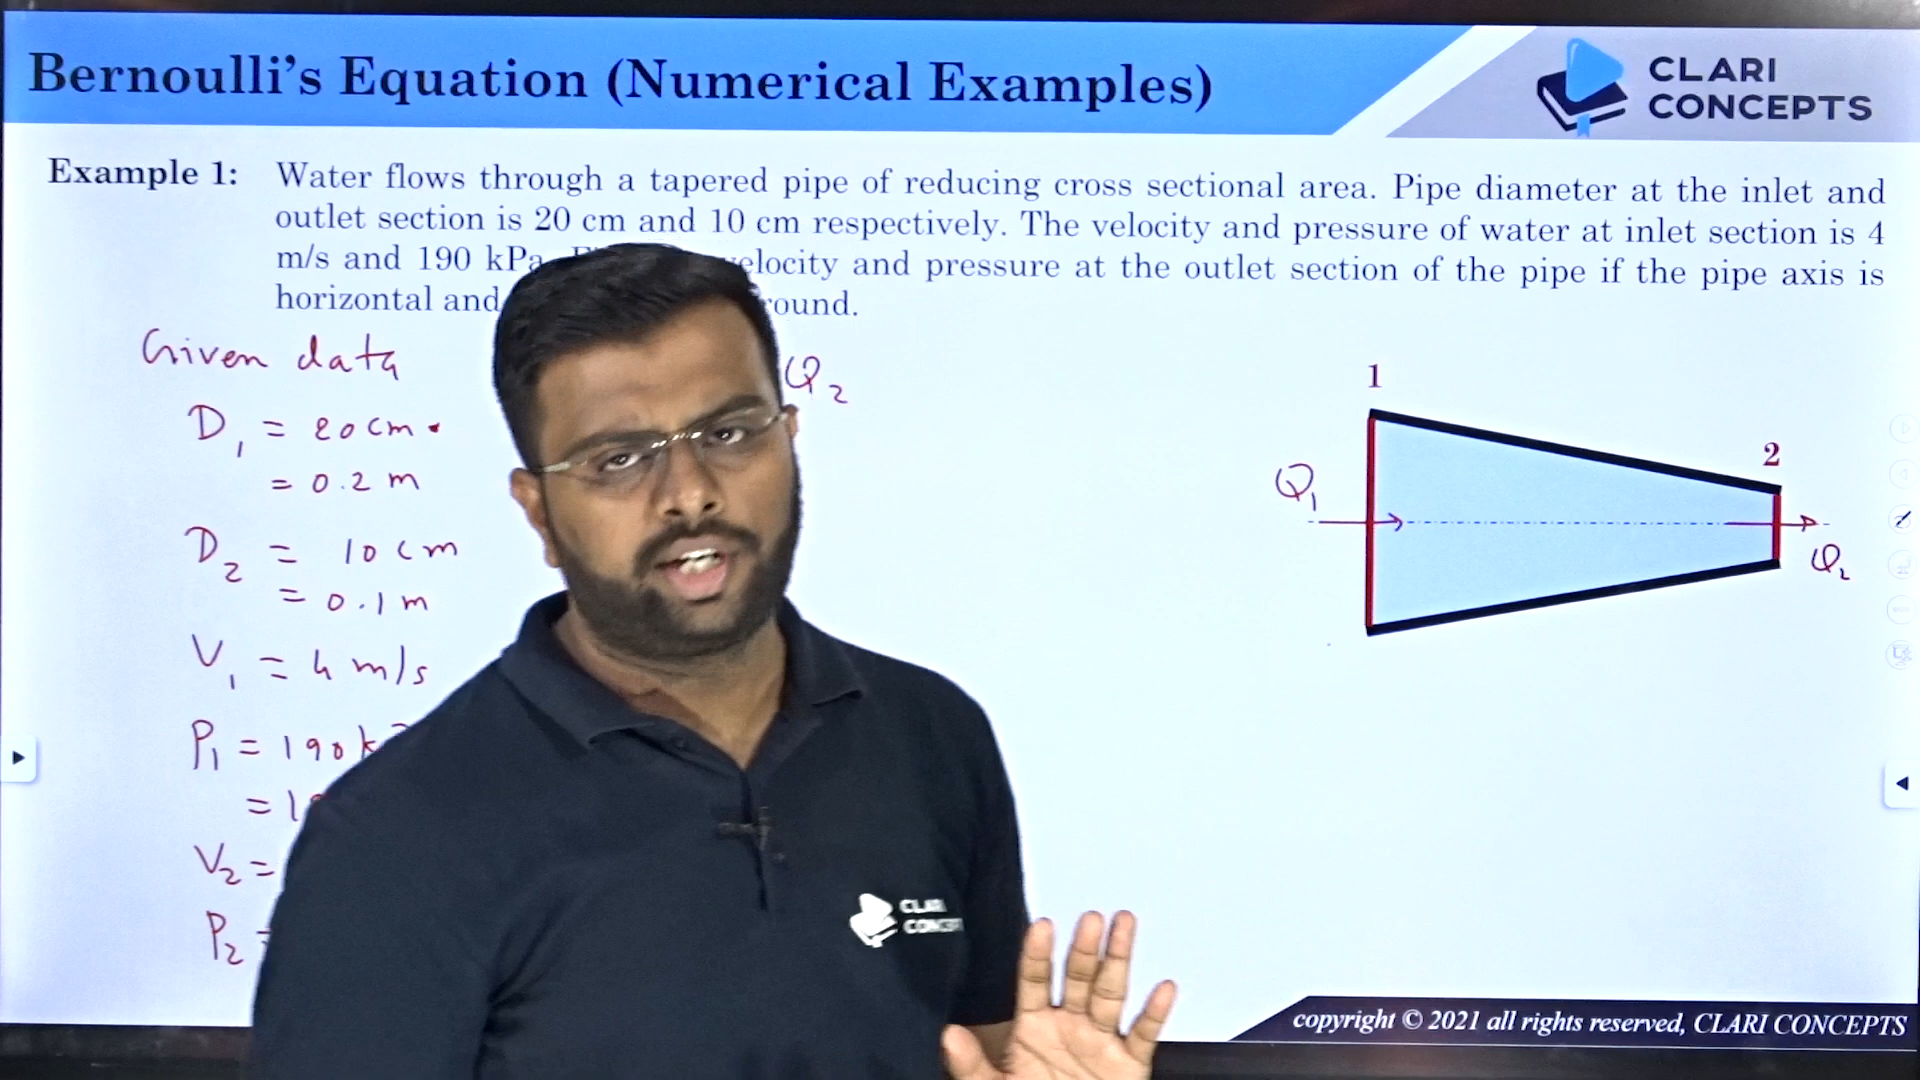 Bernoulli's Equation (Numerical Examples)
CLARI
CONCEPTS
Example 1: Water flows through a tapered pipe of reducing cross sectional area. Pipe diameter at the inlet and
outlet section is 20 cm and 10 cm respectively. The velocity and pressure of water at inlet section is 4
m/s and 190 kPa. velocity and pressure at the outlet section of the pipe if the pipe axis is
horizontal and
Given data
Q₂
D₁ = 20 cm
= 0.2 m
D₂ = 10 cm
= 0.1 m
V₁ = 4 m/s
P₁ = 190
V₂ =
P₂ =
1
2
Q₁
Q₂
CLARI
copyright © 2021 all rights reserved, CLARI CONCEPTS